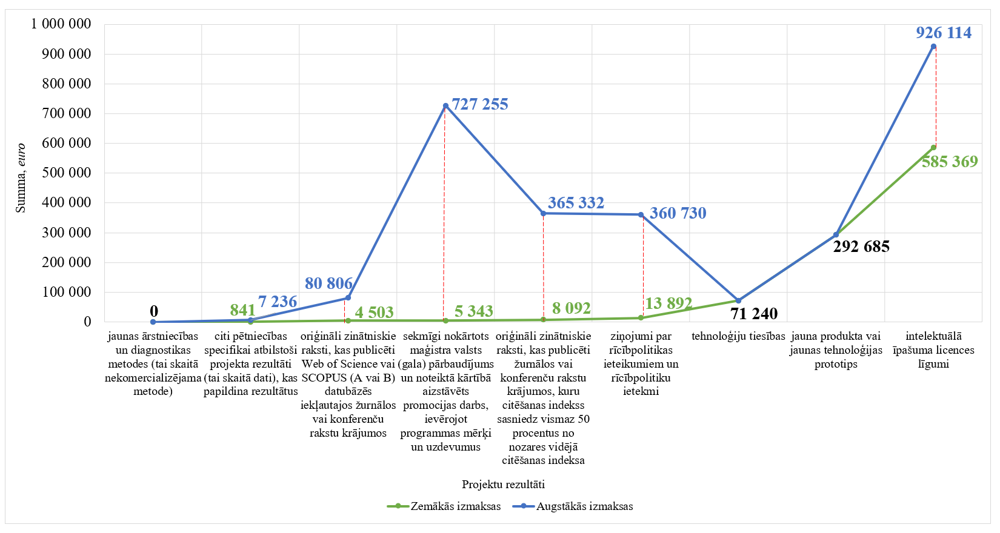 1 000 000
900 000
800 000
700 000
600 000
500 000
400 000
300 000
200 000
100 000
0
Summa, euro
0
841
7 236
80 806
4 503
727 255
5 343
365 332
8 092
360 730
13 892
71 240
292 685
926 114
585 369
jaunas ārstniecības
un diagnostikas
metodes (tai skaitā
nekomercializējama
metode)
citi pētniecības
specifikai atbilstoši
projekta rezultāti
(tai skaitā dati), kas
papildina rezultātus
oriģināli zinātniskie
raksti, kas publicēti
Web of Science vai
SCOPUS (A vai B)
datubāzēs
iekļautajos žurnālos
vai konferenču
rakstu krājumos
sekmīgi nokārtots
maģistra valsts
(gala) pārbaudījums
un noteiktā kārtībā
aizstāvēts
promocijas darbs,
ievērojot
programmas mērķi
un uzdevumus
oriģināli zinātniskie
raksti, kas publicēti
žurnālos vai
konferenču rakstu
krājumos, kuru
citēšanas indekss
sasniedz vismaz 50
procentus no
nozares vidējā
citēšanas indeksa
ziņojumi par
rīcībpolitikas
ieteikumiem un
rīcībpolitiku
ietekmi
tehnoloģiju tiesības
jauna produkta vai
jaunas tehnoloģijas
prototips
intelektuālā
īpašuma licences
līgumi
Projektu rezultāti
Zemākās izmaksas
Augstākās izmaksas